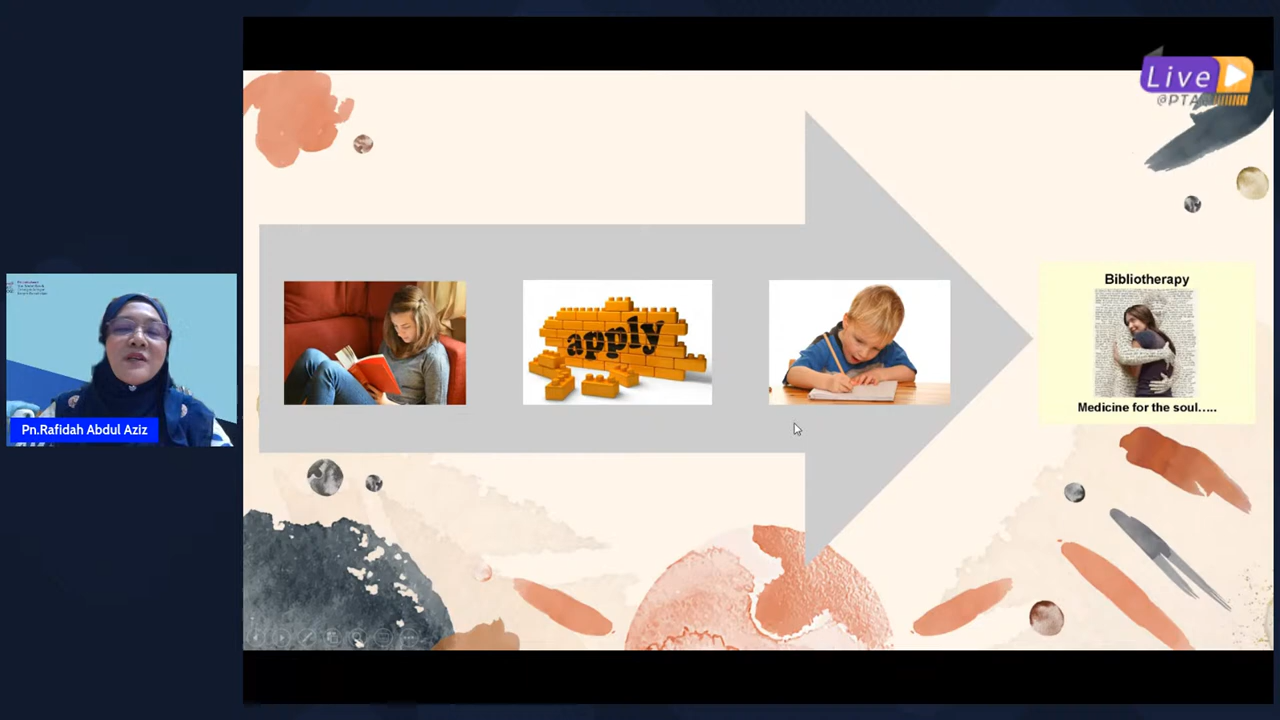 Live
@PTA
apply
Bibliotherapy
Medicine for the soul.....
Pn.Rafidah Abdul Aziz